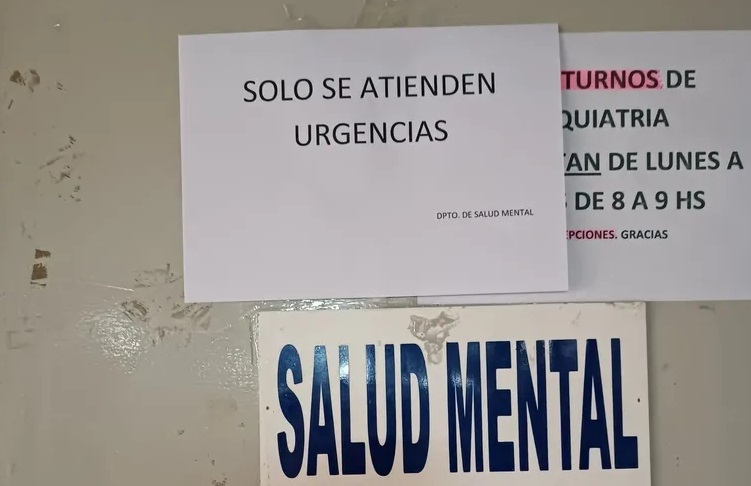 SOLO SE ATIENDEN
URGENCIAS
DPTO. DE SALUD MENTAL
TURNOS DE
QUIATRIA
TAN DE LUNES A
S DE 8 A 9 HS
EPCIONES. GRACIAS
SALUD MENTAL